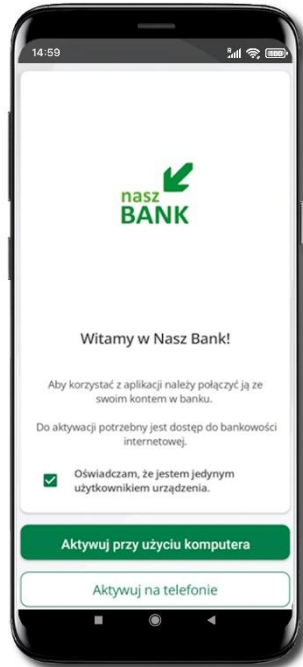 14:59
nasz
BANK
Witamy w Nasz Bank!
Aby korzystać z aplikacji należy połączyć ją ze
swoim kontem w banku.
Do aktywacji potrzebny jest dostęp do bankowości
internetowej.
Oświadczam, że jestem jedynym
użytkownikiem urządzenia.
Aktywuj przy użyciu komputera
Aktywuj na telefonie